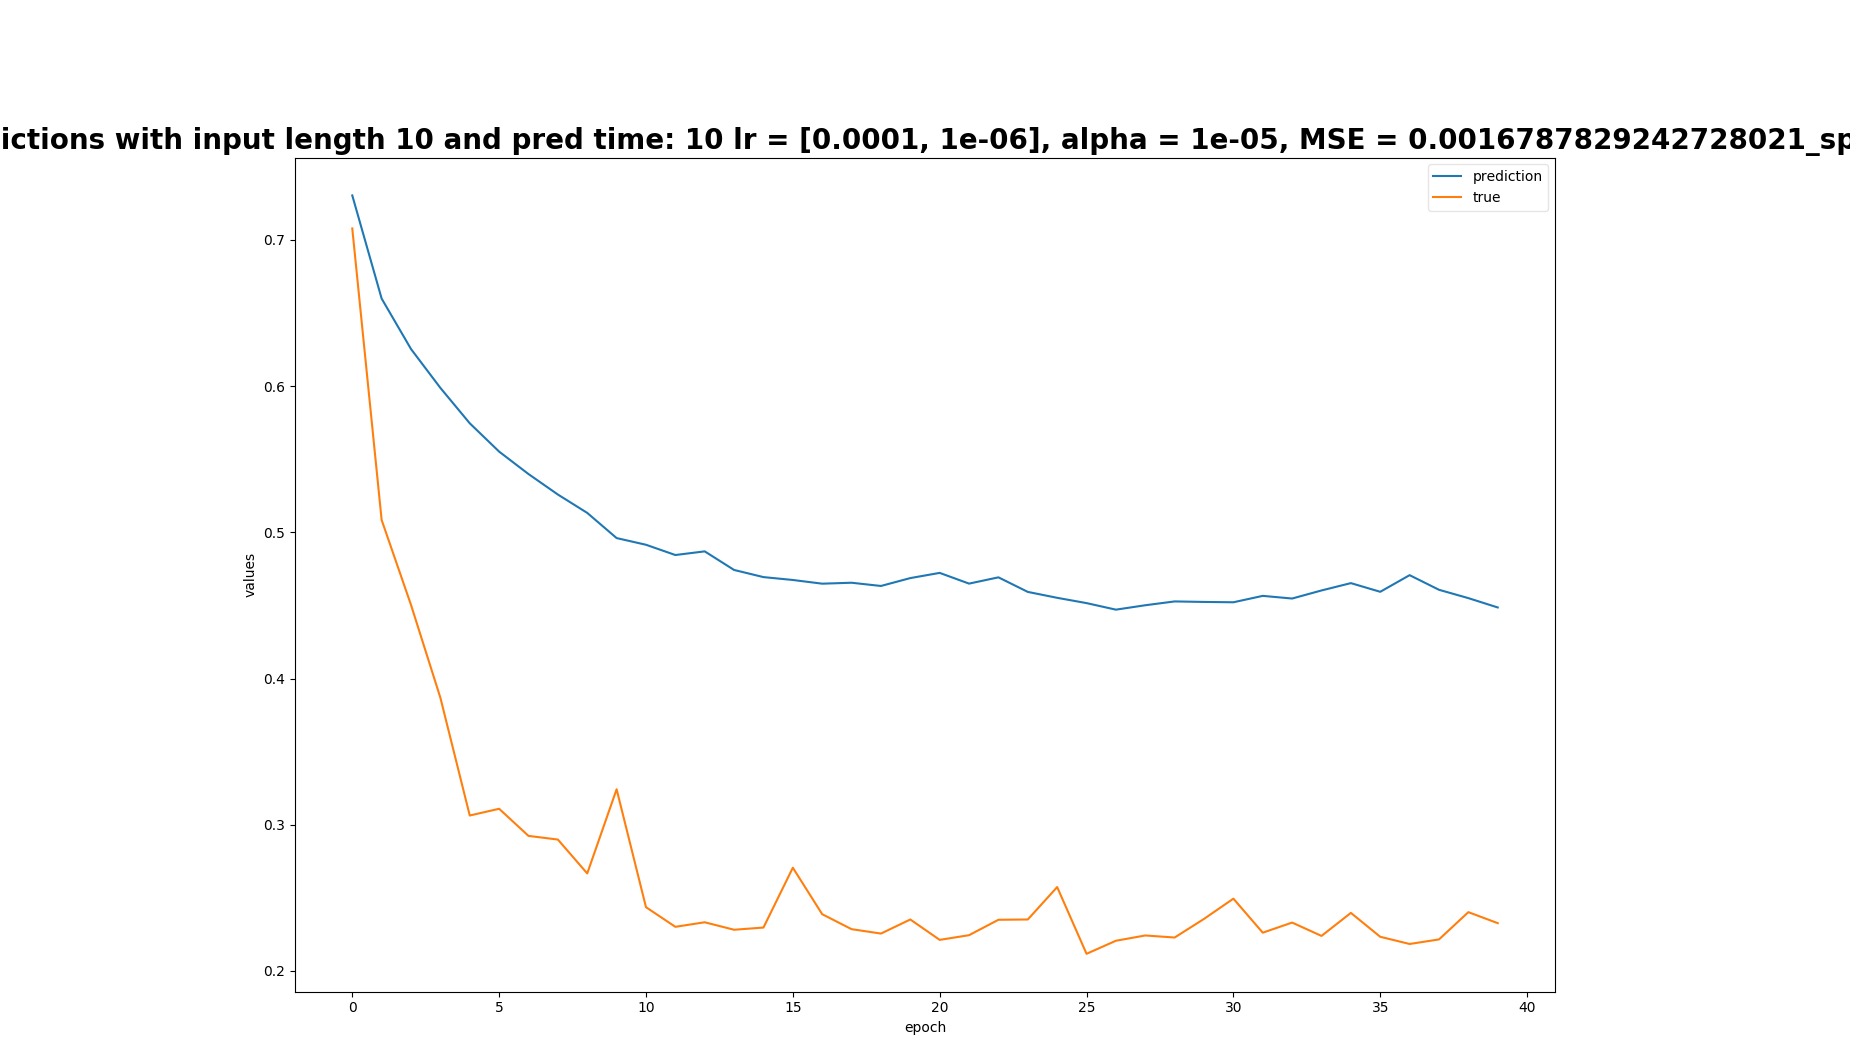 ictions with input length 10 and pred time: 10 lr = [0.0001, 1e-06], alpha = 1e-05, MSE = 0.0016787829242728021_sp
prediction
true
0.7
0.6
0.5
0.4
0.3
0.2
values
0 5 10 15 20 25 30 35 40
epoch